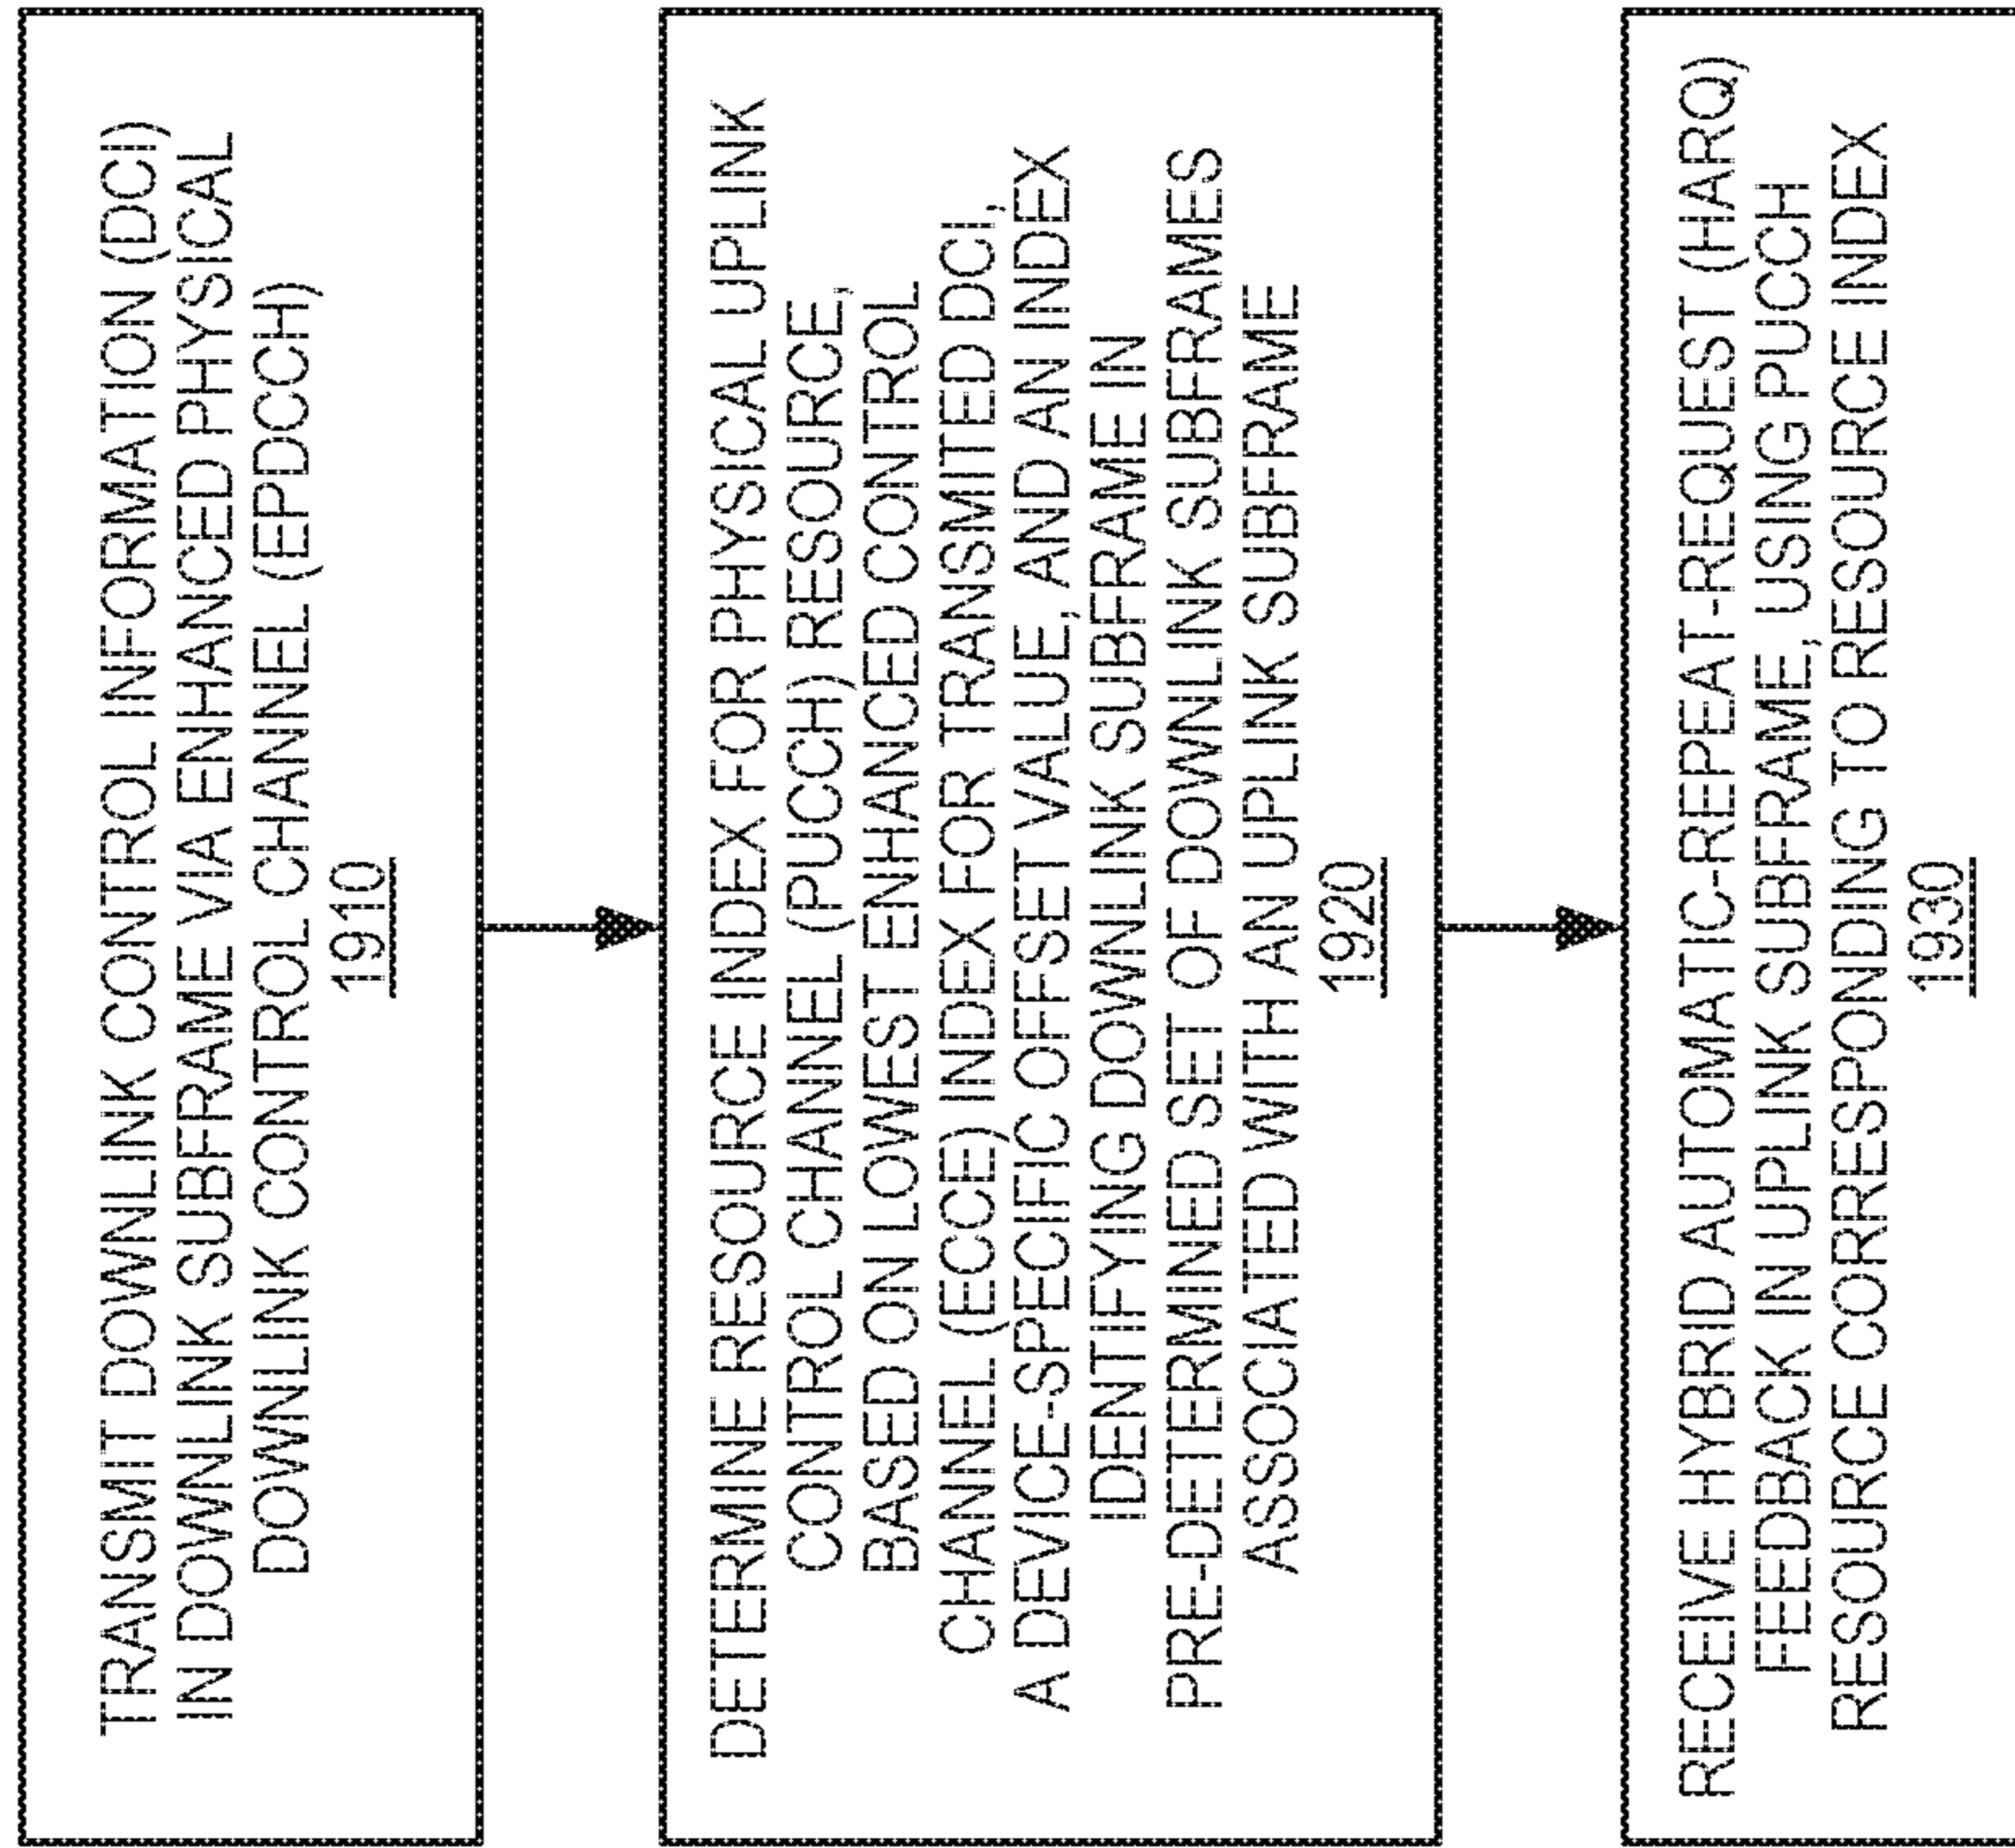 TRANSMIT DOWNLINK CONTROL INFORMATION (DCI)
IN DOWNLINK SUBFRAME VIA ENHANCED PHYSICAL
DOWNLINK CONTROL CHANNEL (EPDCCH)
1910
DETERMINE RESOURCE INDEX FOR PHYSICAL UPLINK
CONTROL CHANNEL (PUCCH) RESOURCE,
BASED ON LOWEST ENHANCED CONTROL
CHANNEL (ECCE) INDEX FOR TRANSMITED DCI,
A DEVICE-SPECIFIC OFFSET VALUE, AND AN INDEX
IDENTIFYING DOWNLINK SUBFRAME IN
PRE-DETERMINED SET OF DOWNLINK SUBFRAMES
ASSOCIATED WITH AN UPLINK SUBFRAME
1920
RECEIVE HYBRID AUTOMATIC-REPEAT-REQUEST (HARQ)
FEEDBACK IN UPLINK SUBFRAME, USING PUCCH
RESOURCE CORRESPONDING TO RESOURCE INDEX
1930